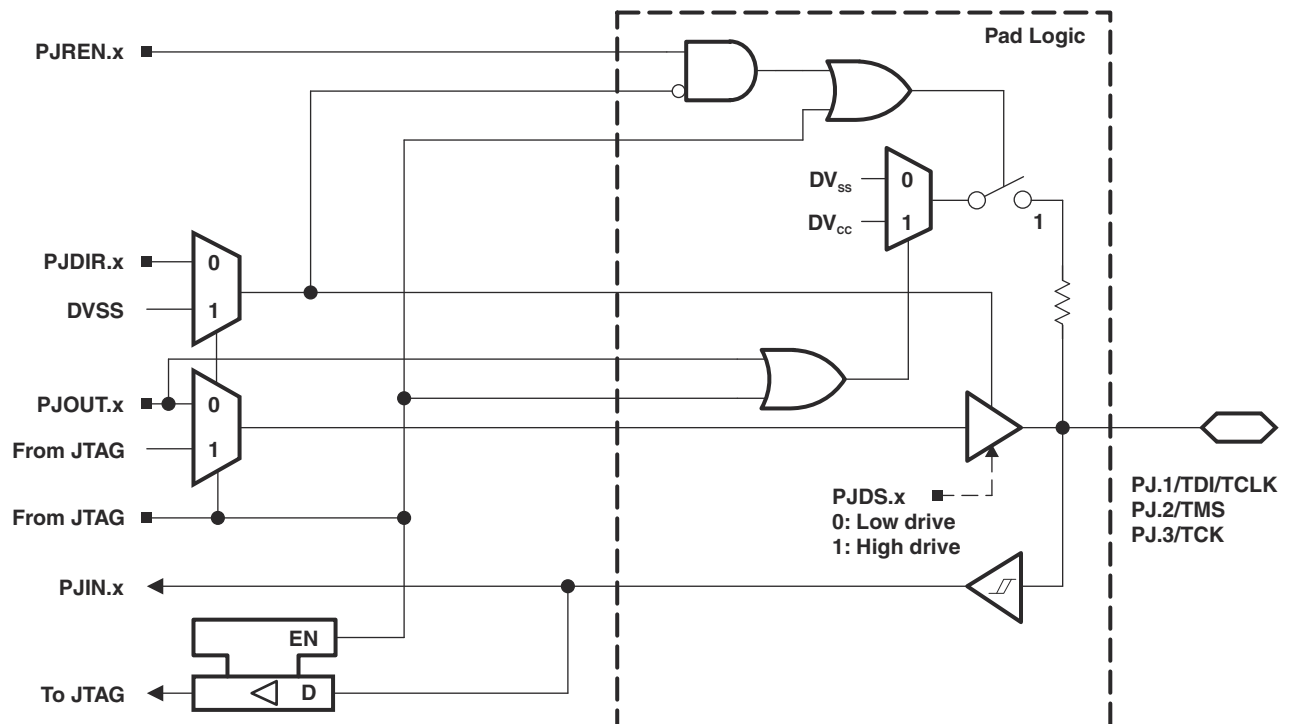 Pad Logic
PJREN.x
DVss
0
DVcc
1
1
PJDIR.x
0
DVSS
1
PJOUT.x
0
From JTAG
1
From JTAG
PJDS.x
0: Low drive
1: High drive
PJ.1/TDI/TCLK
PJ.2/TMS
PJ.3/TCK
PJIN.x
EN
To JTAG
D